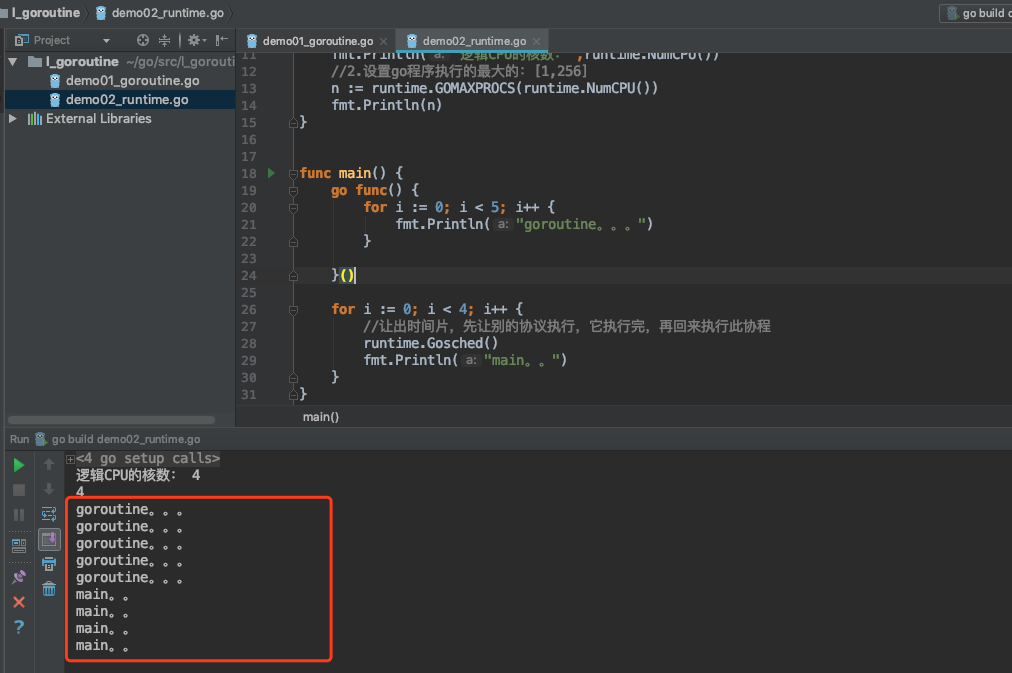 l_goroutine demo02_runtime.go go build d
Project demo01_goroutine.go demo02_runtime.go
l_goroutine ~/go/src/l_grouti
demo01_goroutine.go
demo02_runtime.go
External Libraries
11 fmt.Println( a: "逻辑CPU的核数: ",runtime.NumCPU())
12 //2.设置go程序执行的最大的: [1,256]
13 n := runtime.GOMAXPROCS(runtime.NumCPU())
14 fmt.Println(n)
15 }
16
17
18 func main() {
19 go func() {
20 for i := 0; i < 5; i++ {
21 fmt.Println( a: "goroutine。。。")
22 }
23
24 }()
25
26 for i := 0; i < 4; i++ {
27 //让出时间片，先让别的协议执行，它执行完，再回来执行此协程
28 runtime.Gosched()
29 fmt.Println( a: "main。。")
30 }
31 }
main()
Run go build demo02_runtime.go
<4 go setup calls>
逻辑CPU的核数: 4
4
goroutine。。。
goroutine。。。
goroutine。。。
goroutine。。。
goroutine。。。
main。。
main。。
main。。
main。。